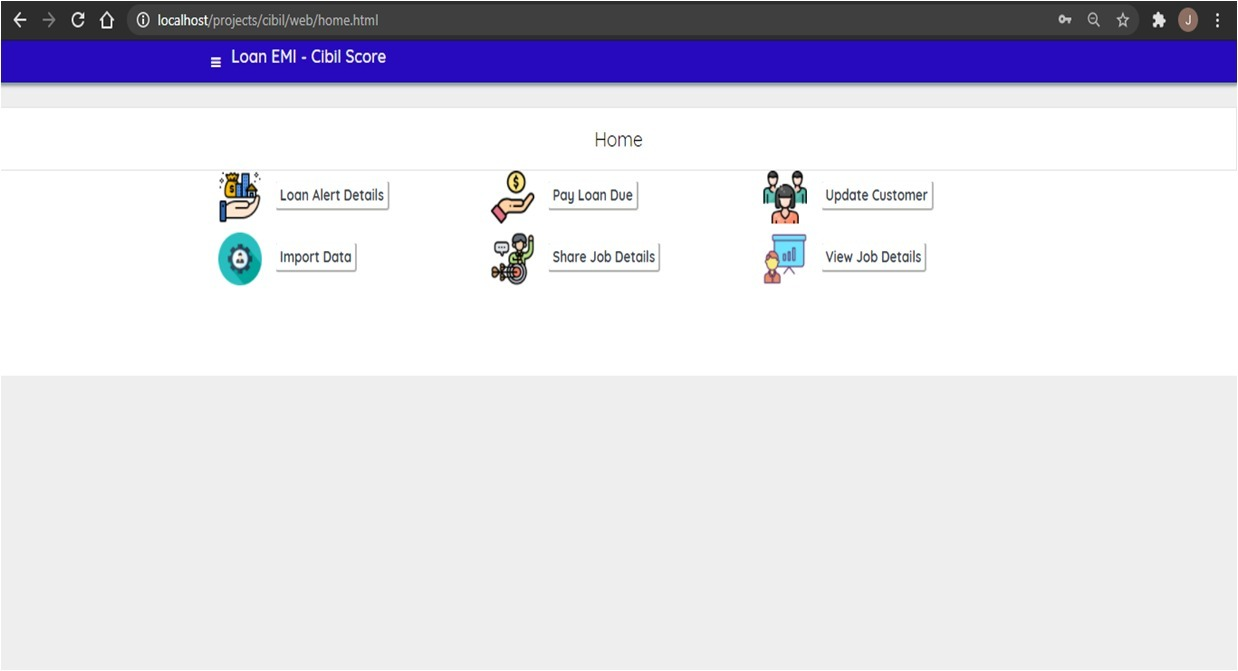 localhost/projects/cibil/web/home.html
J
Loan EMI - Cibil Score
Home
Loan Alert Details Pay Loan Due Update Customer
Import Data Share Job Details View Job Details